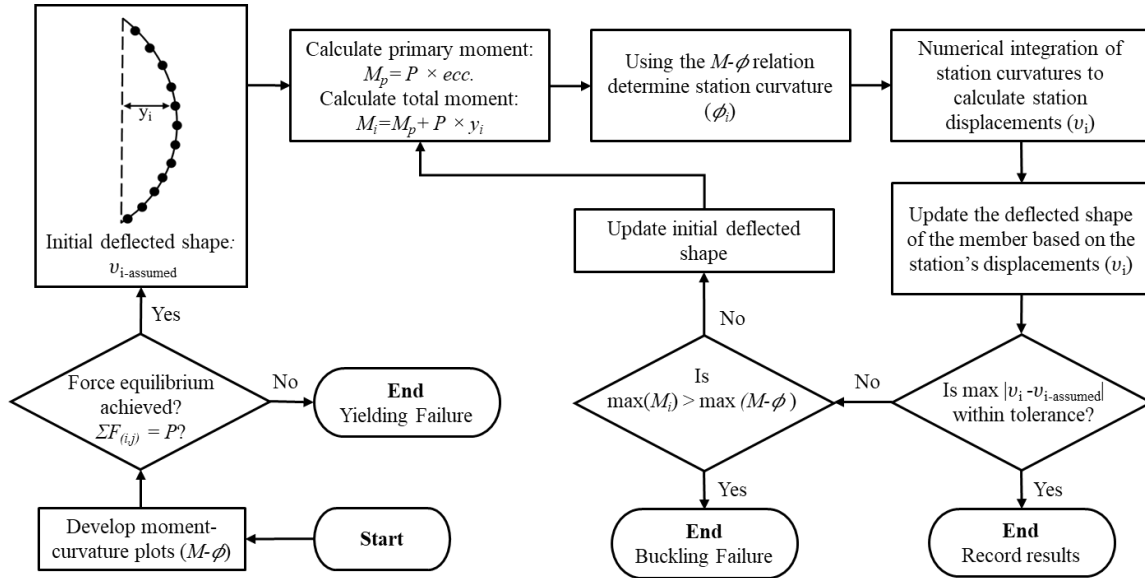 y_i
Initial deflected shape:
υ_i-assumed
Calculate primary moment:
M_p= P × ecc.
Calculate total moment:
M_i=M_p+ P × y_i
Using the M-ϕ relation
determine station curvature
(ϕ_i)
Numerical integration of
station curvatures to
calculate station
displacements (υ_i)
Update initial deflected
shape
Update the deflected shape
of the member based on the
station's displacements (υ_i)
Yes
No
Force equilibrium
achieved?
ΣF_(i,j) = P?
No
End
Yielding Failure
Is
max(M_i) > max (M-ϕ )
No
Is max |υ_i -υ_i-assumed|
within tolerance?
Yes
Yes
Develop moment-
curvature plots (M-ϕ)
Start
End
Buckling Failure
End
Record results